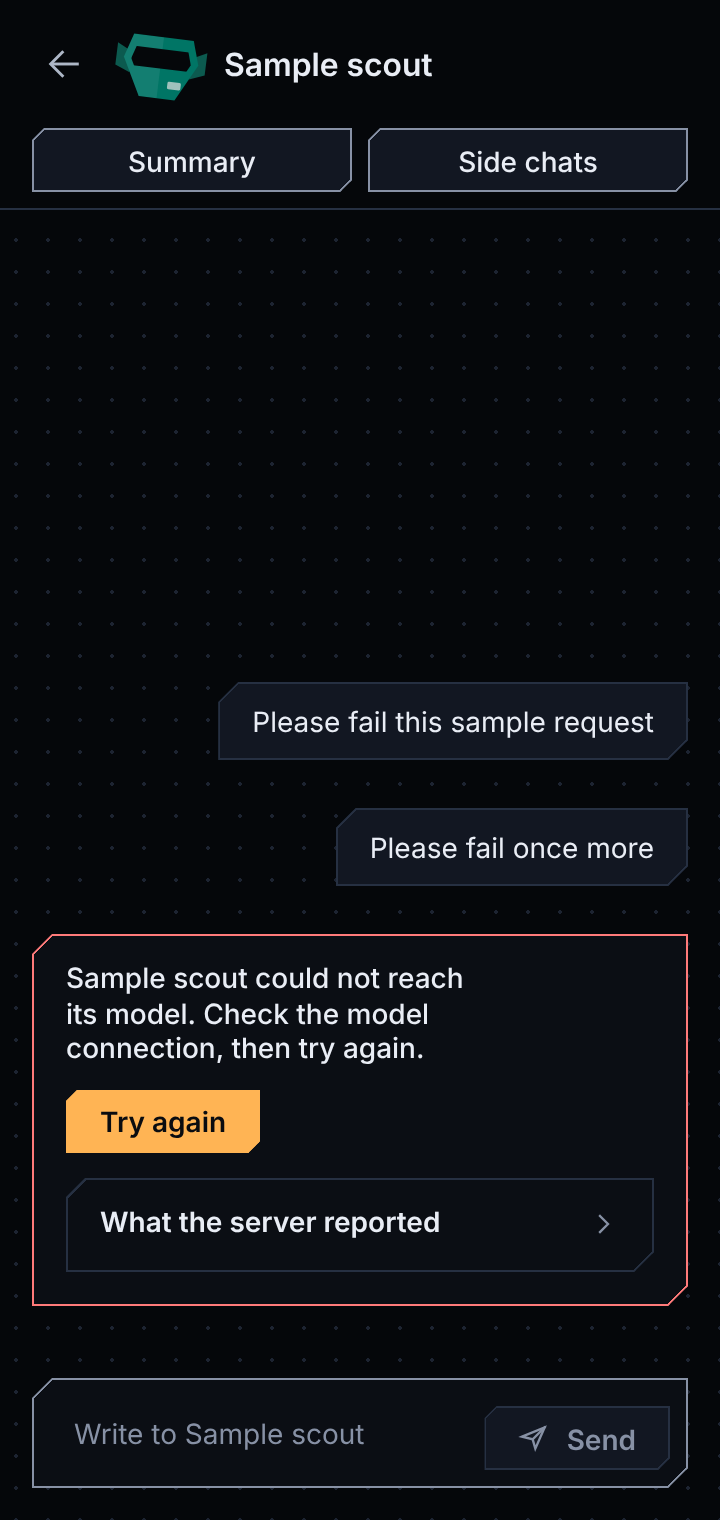 Sample scout
Summary
Side chats
Please fail this sample request
Please fail once more
Sample scout could not reach
its model. Check the model
connection, then try again.
Try again
What the server reported
Write to Sample scout
Send